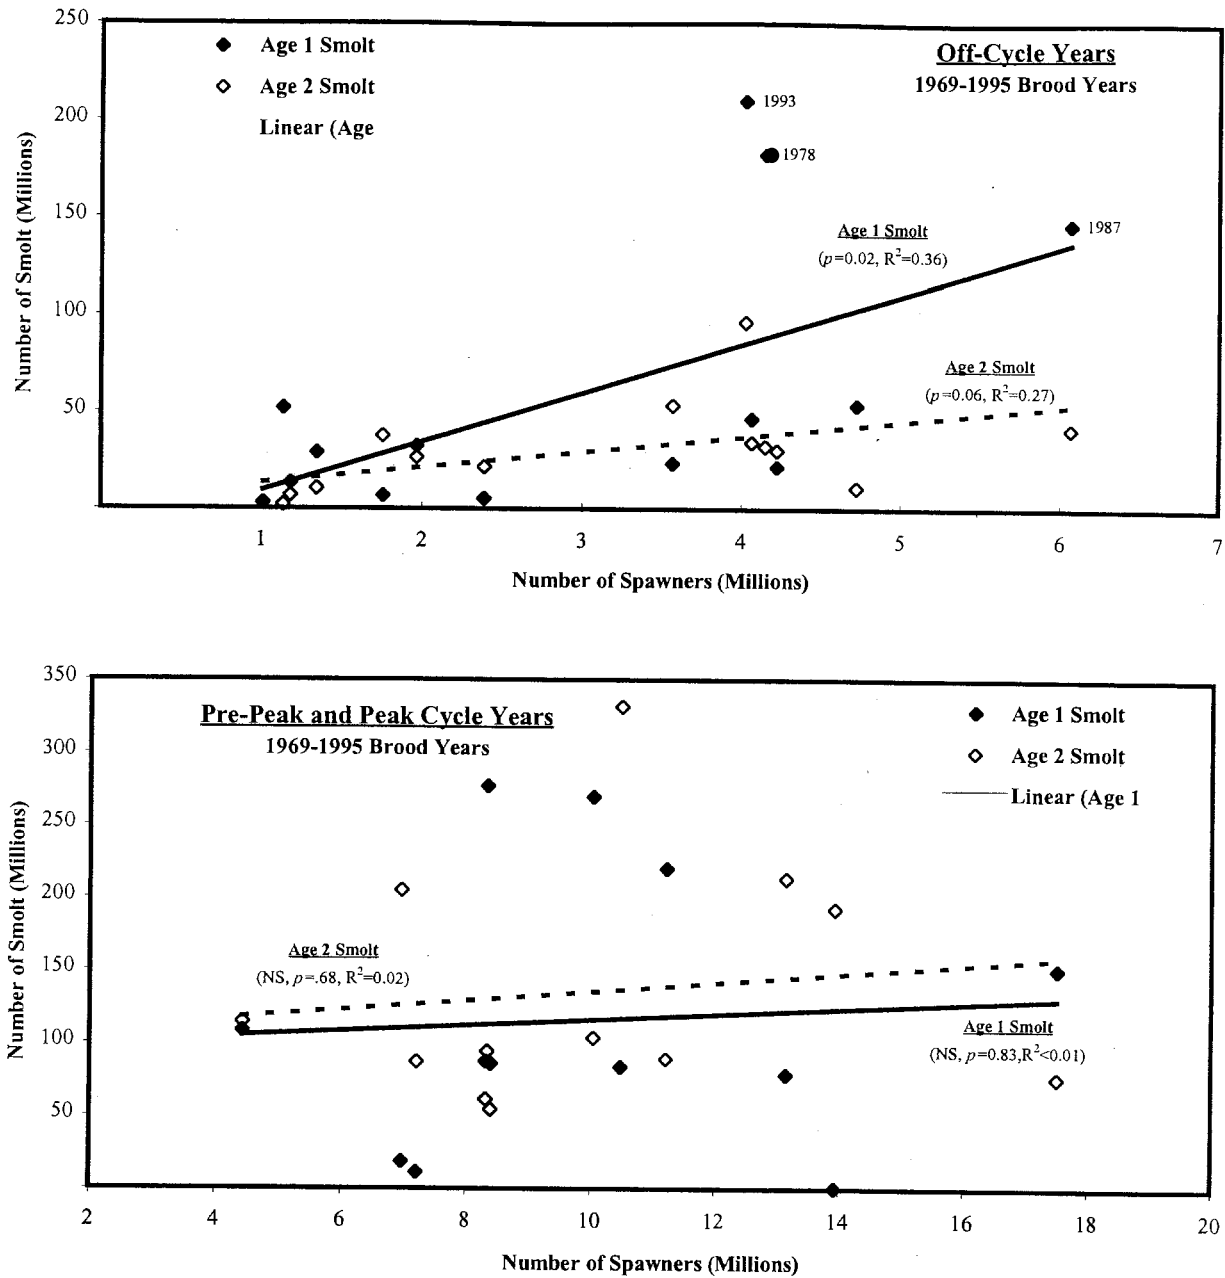 250
200
150
100
50
Number of Smolt (Millions)
Age 1 Smolt
Age 2 Smolt
Linear (Age
Off-Cycle Years
1969-1995 Brood Years
1993
1978
1987
Age 1 Smolt
(p=0.02, R²=0.36)
Age 2 Smolt
(p=0.06, R²=0.27)
1 2 3 4 5 6 7
Number of Spawners (Millions)
350
300
250
200
150
100
50
Number of Smolt (Millions)
Pre-Peak and Peak Cycle Years
1969-1995 Brood Years
Age 1 Smolt
Age 2 Smolt
Linear (Age 1
Age 2 Smolt
(NS, p=.68, R²=0.02)
Age 1 Smolt
(NS, p=0.83,R²<0.01)
2 4 6 8 10 12 14 16 18 20
Number of Spawners (Millions)